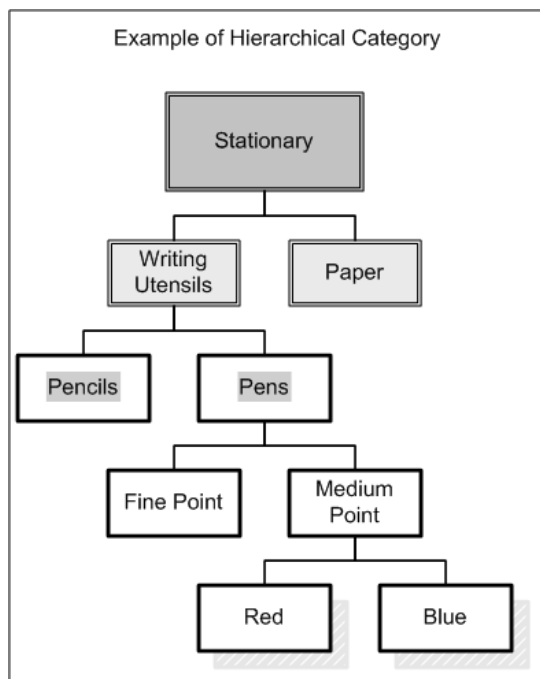 Example of Hierarchical Category
Stationary
Writing
Utensils
Paper
Pencils
Pens
Fine Point
Medium
Point
Red
Blue